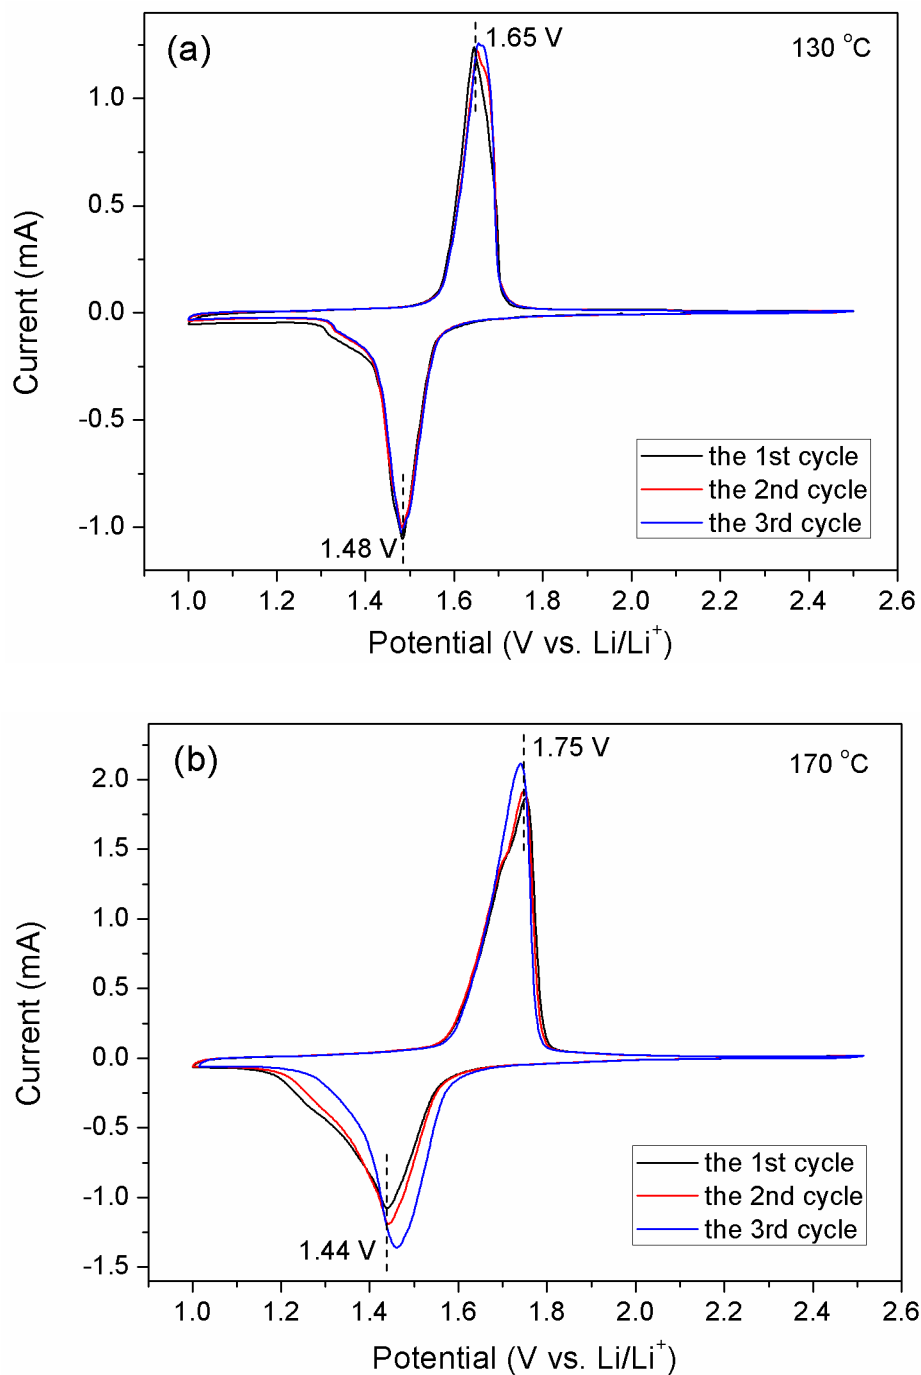 (a)
1.65 V
130 °C
1.0
0.5
0.0
-0.5
-1.0
Current (mA)
1.48 V
the 1st cycle
the 2nd cycle
the 3rd cycle
1.0 1.2 1.4 1.6 1.8 2.0 2.2 2.4 2.6
Potential (V vs. Li/Li⁺)
(b)
1.75 V
170 °C
2.0
1.5
1.0
0.5
0.0
-0.5
-1.0
-1.5
Current (mA)
1.44 V
the 1st cycle
the 2nd cycle
the 3rd cycle
1.0 1.2 1.4 1.6 1.8 2.0 2.2 2.4 2.6
Potential (V vs. Li/Li⁺)